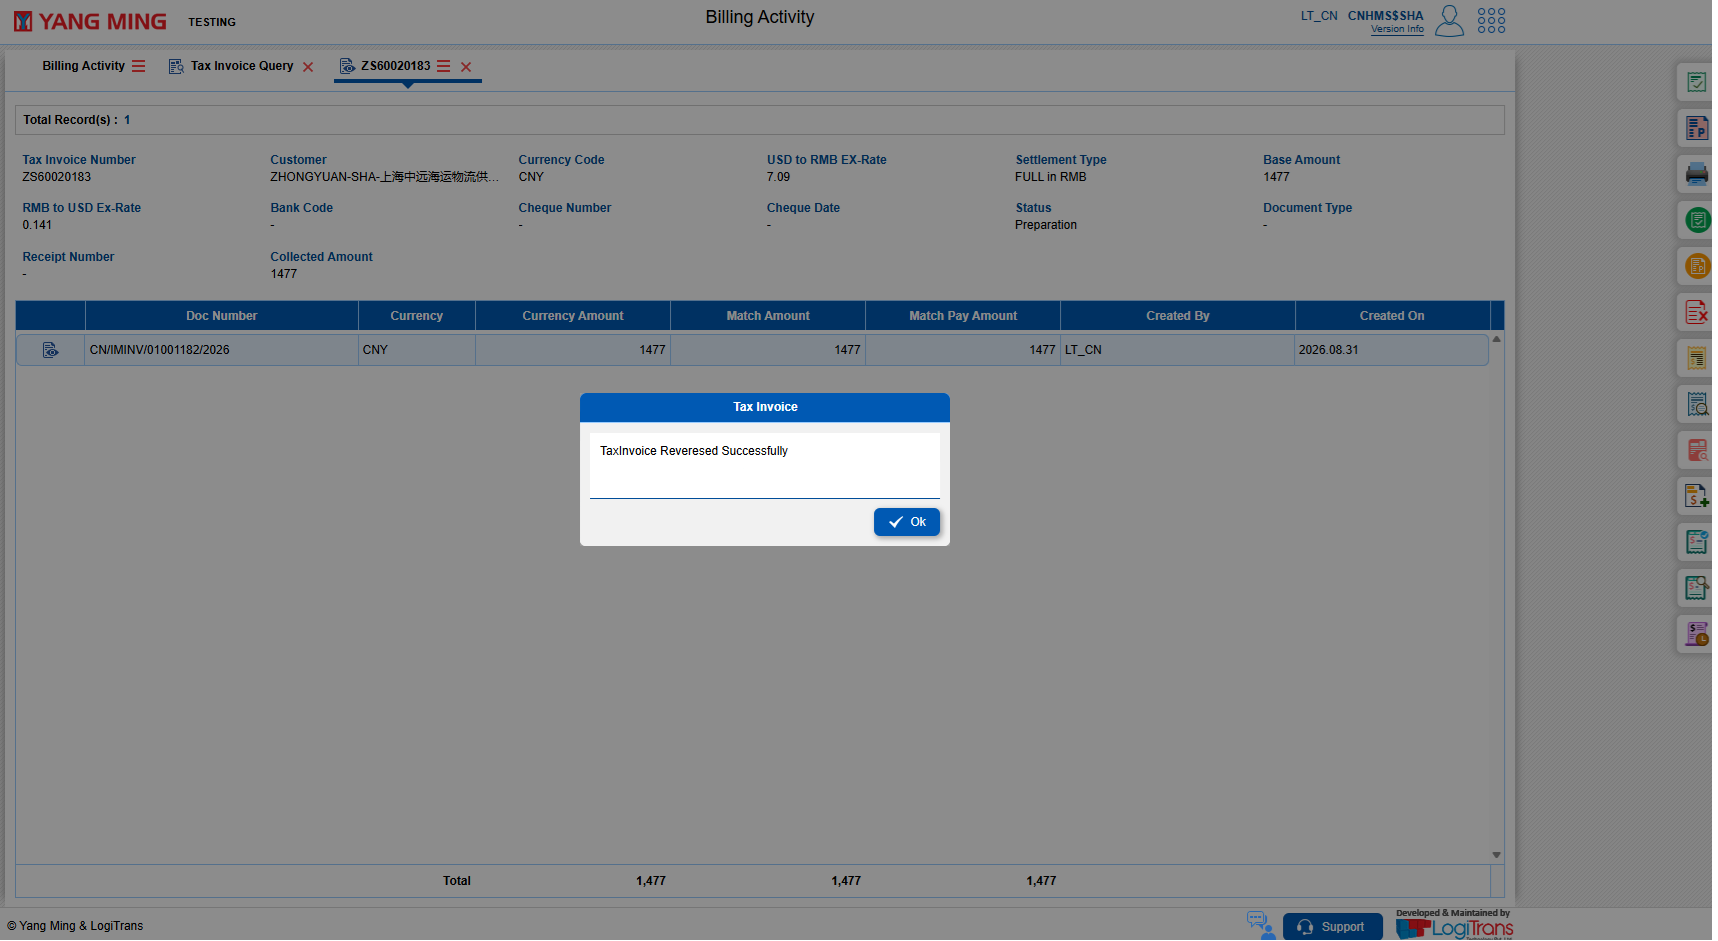 YANG MING TESTING
Billing Activity
LT_CN CNHMS$SHA
Version Info
Billing Activity
Tax Invoice Query
ZS60020183
Total Record(s) : 1
Tax Invoice Number Customer Currency Code USD to RMB EX-Rate Settlement Type Base Amount
ZS60020183 ZHONGYUAN-SHA-上海中远海运物流供... CNY 7.09 FULL in RMB 1477
RMB to USD Ex-Rate Bank Code Cheque Number Cheque Date Status Document Type
0.141 - - - Preparation -
Receipt Number Collected Amount
- 1477
Doc Number Currency Currency Amount Match Amount Match Pay Amount Created By Created On
CN/IMINV/01001182/2026 CNY 1477 1477 1477 LT_CN 2026.08.31
Tax Invoice
TaxInvoice Reveresed Successfully
Ok
Total 1,477 1,477 1,477
© Yang Ming & LogiTrans
Support
Developed & Maintained by
LogiTrans